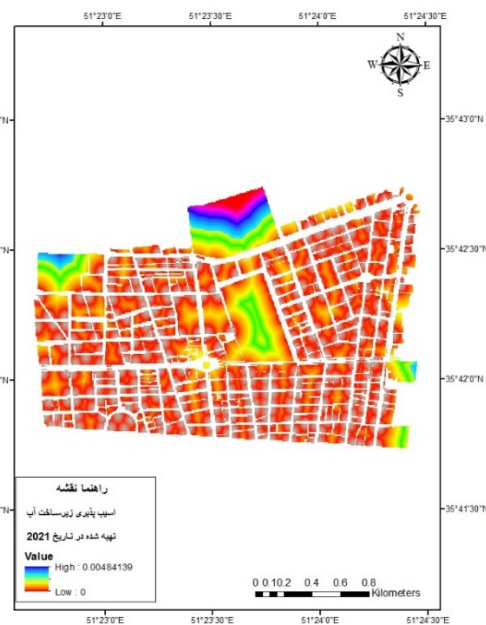 51°23'0"E 51°23'30"E 51°24'0"E 51°24'30"E
N
W E
S
35°43'0"N
35°42'30"N
35°42'0"N
35°41'30"N
راهنما نقشه
اسیب پذیری زیرساخت آب
تهیه شده در تاریخ 2021
Value
High : 0.00484139
Low : 0
0 0.10.2 0.4 0.6 0.8
Kilometers
51°23'0"E 51°23'30"E 51°24'0"E 51°24'30"E